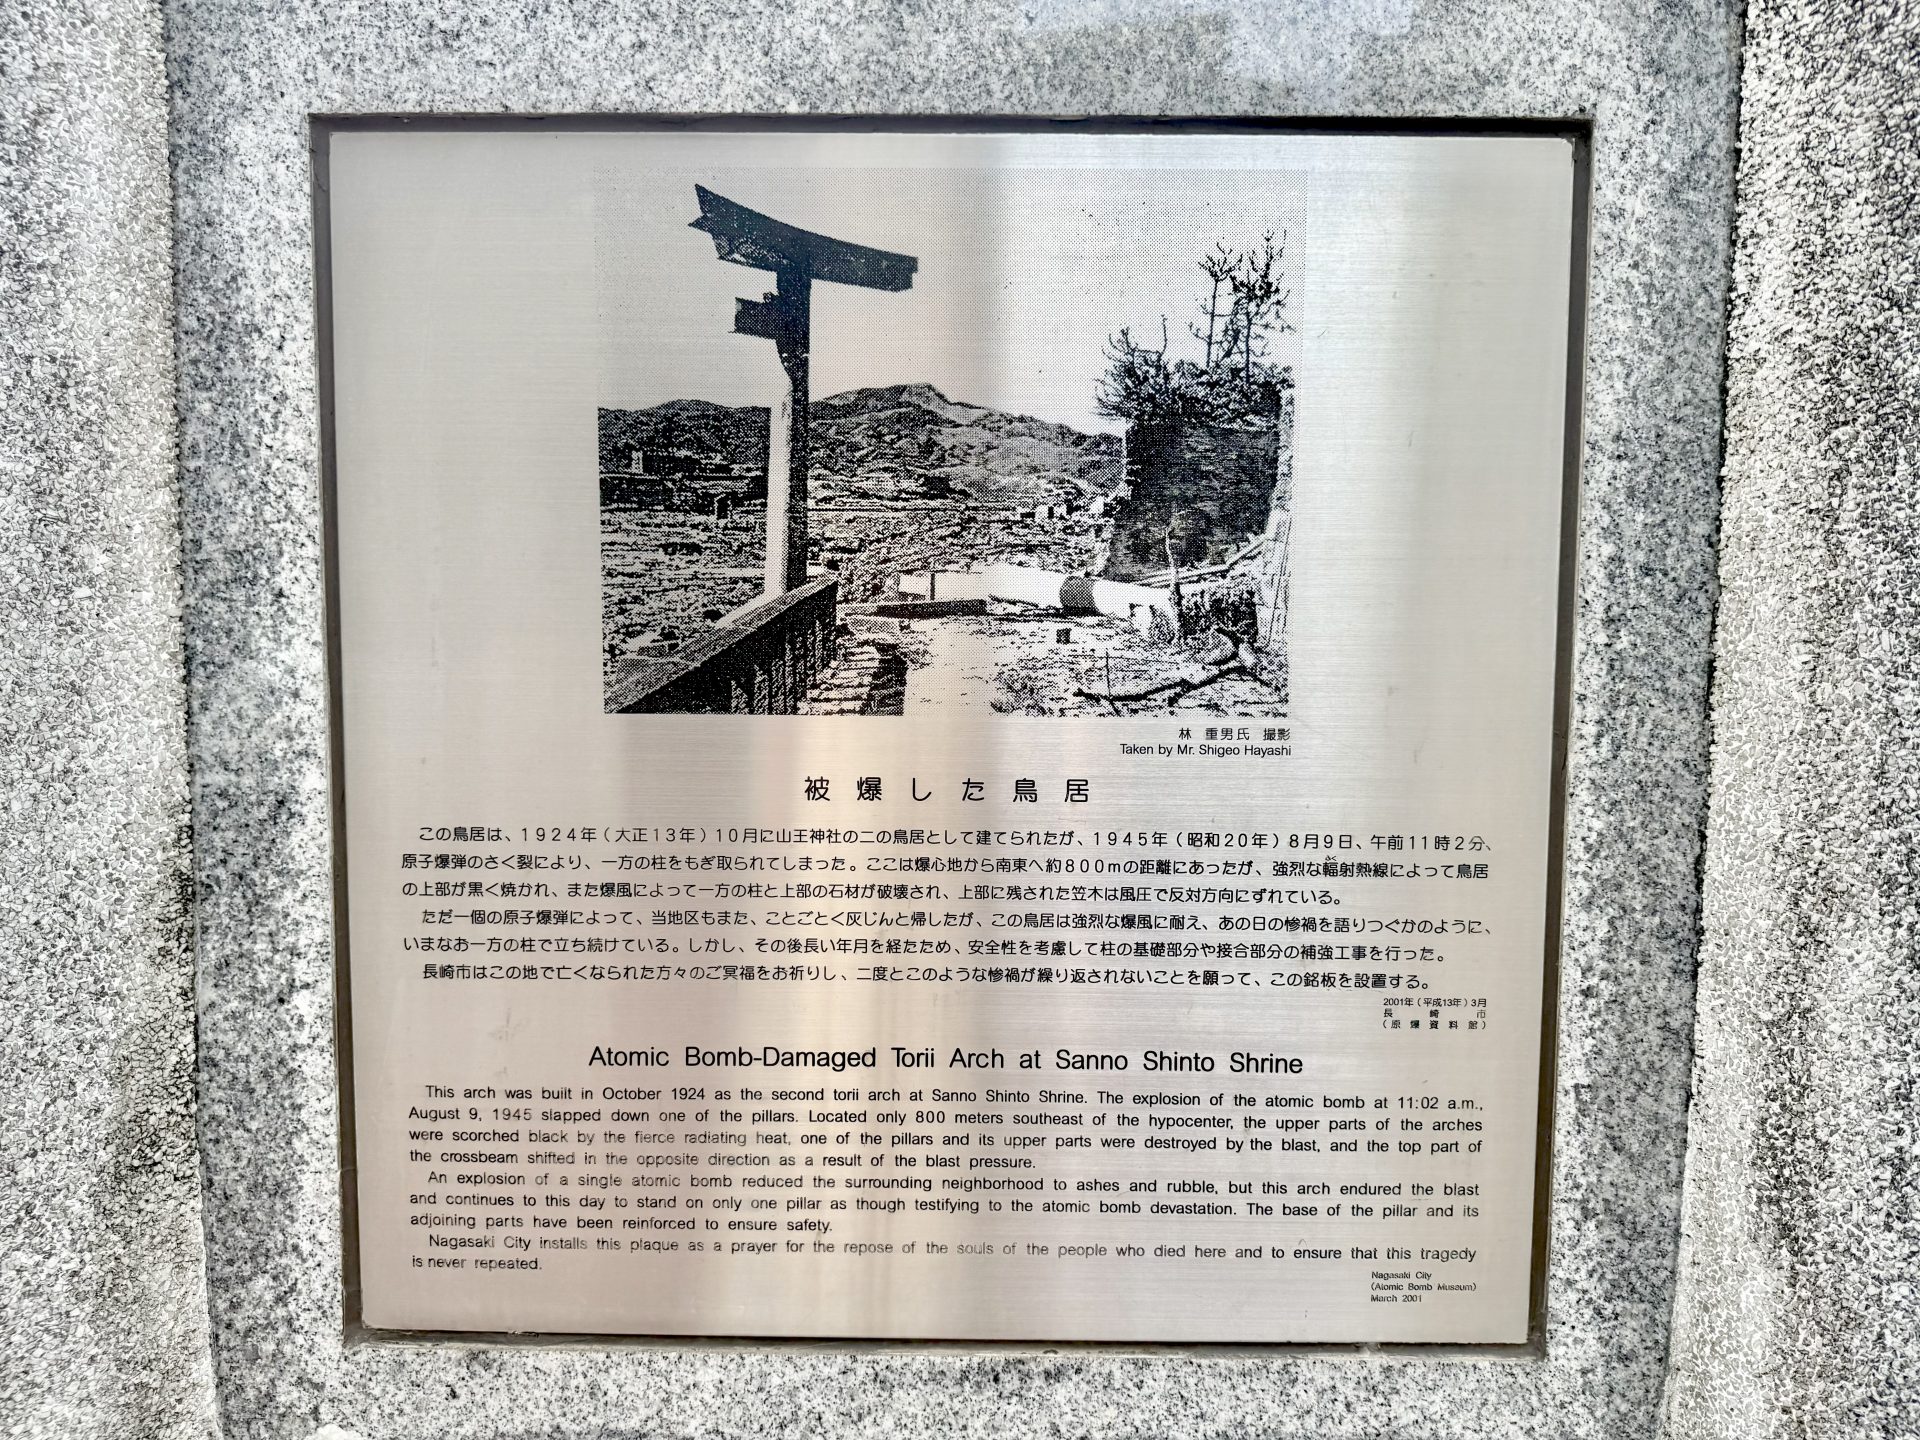 林 重男氏 撮影
Taken by Mr. Shigeo Hayashi
被爆した鳥居
この鳥居は、1924年（大正13年）10月に山王神社の二の鳥居として建てられたが、1945年（昭和20年）8月9日、午前11時2分、
原子爆弾のさく裂により、一方の柱をもぎ取られてしまった。ここは爆心地から南東へ約800mの距離にあったが、強烈な輻射熱線によって鳥居
の上部が黒く焼かれ、また爆風によって一方の柱と上部の石材が破壊され、上部に残された笠木は風圧で反対方向にずれている。
ただ一個の原子爆弾によって、当地区もまた、ことごとく灰じんと帰したが、この鳥居は強烈な爆風に耐え、あの日の惨禍を語りつぐかのように、
いまなお一方の柱で立ち続けている。しかし、その後長い年月を経たため、安全性を考慮して柱の基礎部分や接合部分の補強工事を行った。
長崎市はこの地で亡くなられた方々のご冥福をお祈りし、二度とこのような惨禍が繰り返されないことを願って、この銘板を設置する。
2001年（平成13年）3月
長崎市
（原爆資料館）
Atomic Bomb-Damaged Torii Arch at Sanno Shinto Shrine
This arch was built in October 1924 as the second torii arch at Sanno Shinto Shrine. The explosion of the atomic bomb at 11:02 a.m.,
August 9, 1945 slapped down one of the pillars. Located only 800 meters southeast of the hypocenter, the upper parts of the arches
were scorched black by the fierce radiating heat, one of the pillars and its upper parts were destroyed by the blast, and the top part of
the crossbeam shifted in the opposite direction as a result of the blast pressure.
An explosion of a single atomic bomb reduced the surrounding neighborhood to ashes and rubble, but this arch endured the blast
and continues to this day to stand on only one pillar as though testifying to the atomic bomb devastation. The base of the pillar and its
adjoining parts have been reinforced to ensure safety.
Nagasaki City installs this plaque as a prayer for the repose of the souls of the people who died here and to ensure that this tragedy
is never repeated.
Nagasaki City
(Atomic Bomb Museum)
March 2001